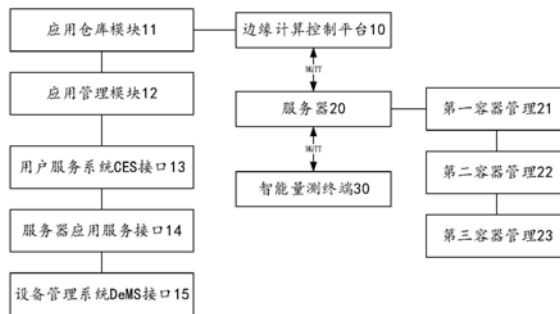 应用仓库模块11
边缘计算控制平台10
MQTT
应用管理模块12
服务器20
第一容器管理21
MQTT
用户服务系统CES接口13
智能量测终端30
第二容器管理22
服务器应用服务接口14
第三容器管理23
设备管理系统DeMS接口15